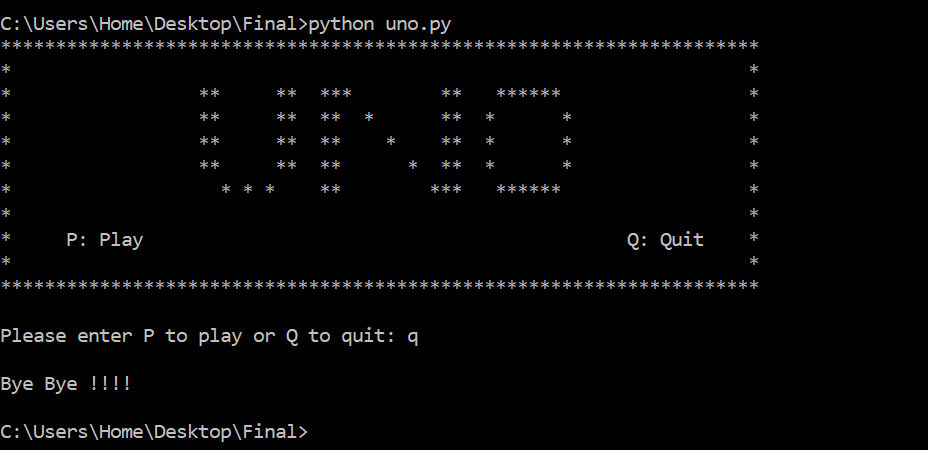 C:\Users\Home\Desktop\Final>python uno.py
*********************************************************************
*                                                                   *
*                 **     **  ***        **   ******                 *
*                 **     **  **  *      **  *      *                *
*                 **     **  **    *    **  *      *                *
*                 **     **  **      *  **  *      *                *
*                   * * *    **        ***   ******                 *
*                                                                   *
*     P: Play                                            Q: Quit    *
*                                                                   *
*********************************************************************
Please enter P to play or Q to quit: q
Bye Bye !!!!
C:\Users\Home\Desktop\Final>